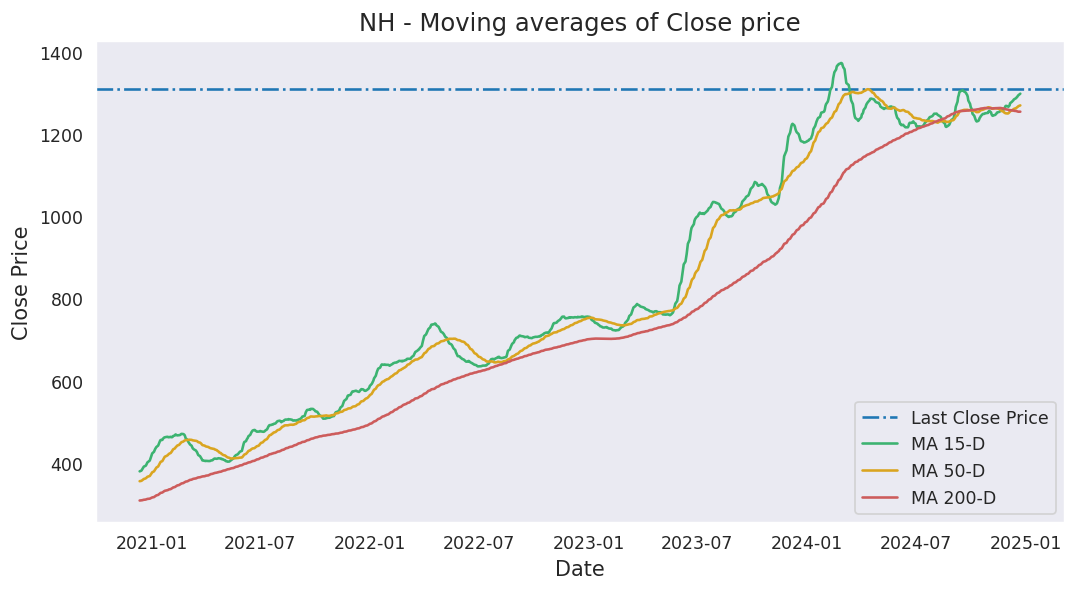 NH - Moving averages of Close price
1400
1200
1000
800
600
400
Close Price
Last Close Price
MA 15-D
MA 50-D
MA 200-D
2021-01 2021-07 2022-01 2022-07 2023-01 2023-07 2024-01 2024-07 2025-01
Date